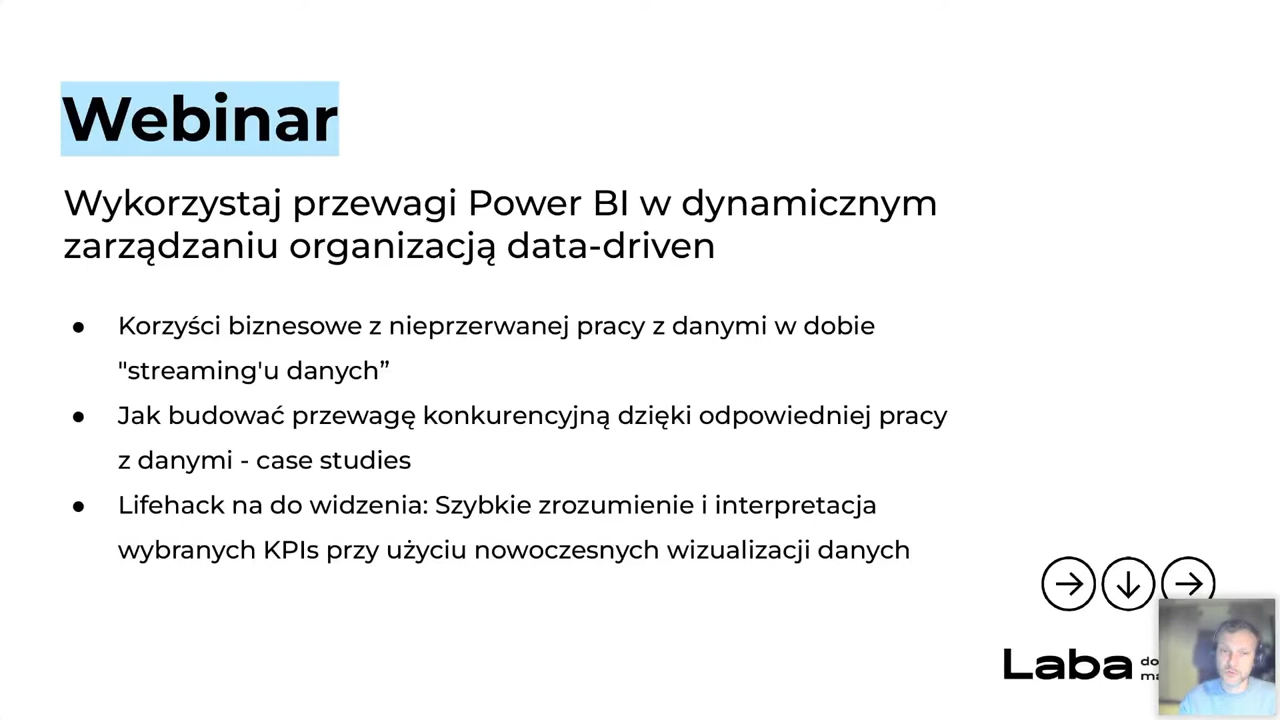 Webinar
Wykorzystaj przewagi Power BI w dynamicznym
zarządzaniu organizacją data-driven
● Korzyści biznesowe z nieprzerwanej pracy z danymi w dobie
"streaming'u danych”
● Jak budować przewagę konkurencyjną dzięki odpowiedniej pracy
z danymi - case studies
● Lifehack na do widzenia: Szybkie zrozumienie i interpretacja
wybranych KPIs przy użyciu nowoczesnych wizualizacji danych
Laba